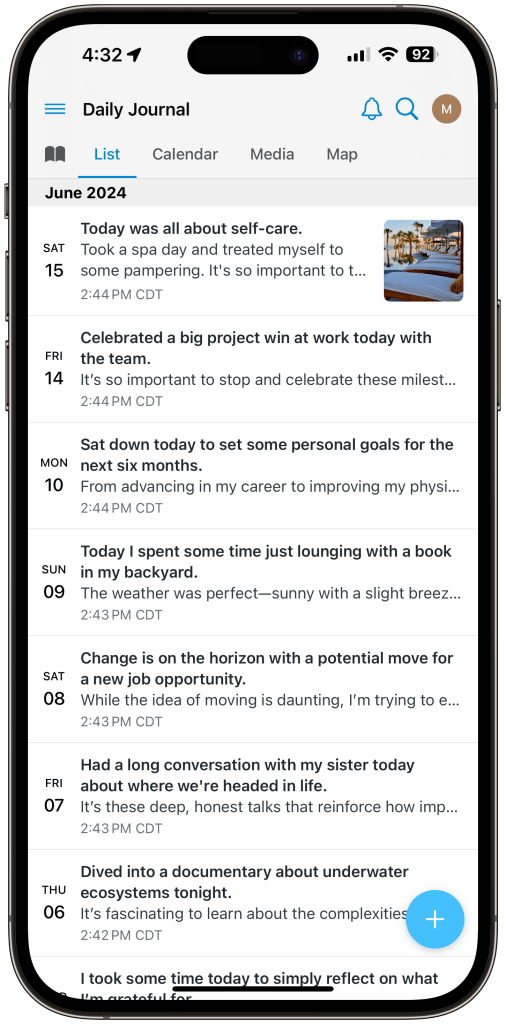 4:32
92
Daily Journal
M
List Calendar Media Map
June 2024
SAT
15
Today was all about self-care.
Took a spa day and treated myself to
some pampering. It's so important to t...
2:44 PM CDT
FRI
14
Celebrated a big project win at work today with
the team.
It's so important to stop and celebrate these milest...
2:44 PM CDT
MON
10
Sat down today to set some personal goals for the
next six months.
From advancing in my career to improving my physi...
2:44 PM CDT
SUN
09
Today I spent some time just lounging with a book
in my backyard.
The weather was perfect—sunny with a slight breez...
2:43 PM CDT
SAT
08
Change is on the horizon with a potential move for
a new job opportunity.
While the idea of moving is daunting, I'm trying to e...
2:43 PM CDT
FRI
07
Had a long conversation with my sister today
about where we're headed in life.
It's these deep, honest talks that reinforce how imp...
2:43 PM CDT
THU
06
Dived into a documentary about underwater
ecosystems tonight.
It's fascinating to learn about the complexities
2:42 PM CDT
I took some time today to simply reflect on what
I'm grateful for